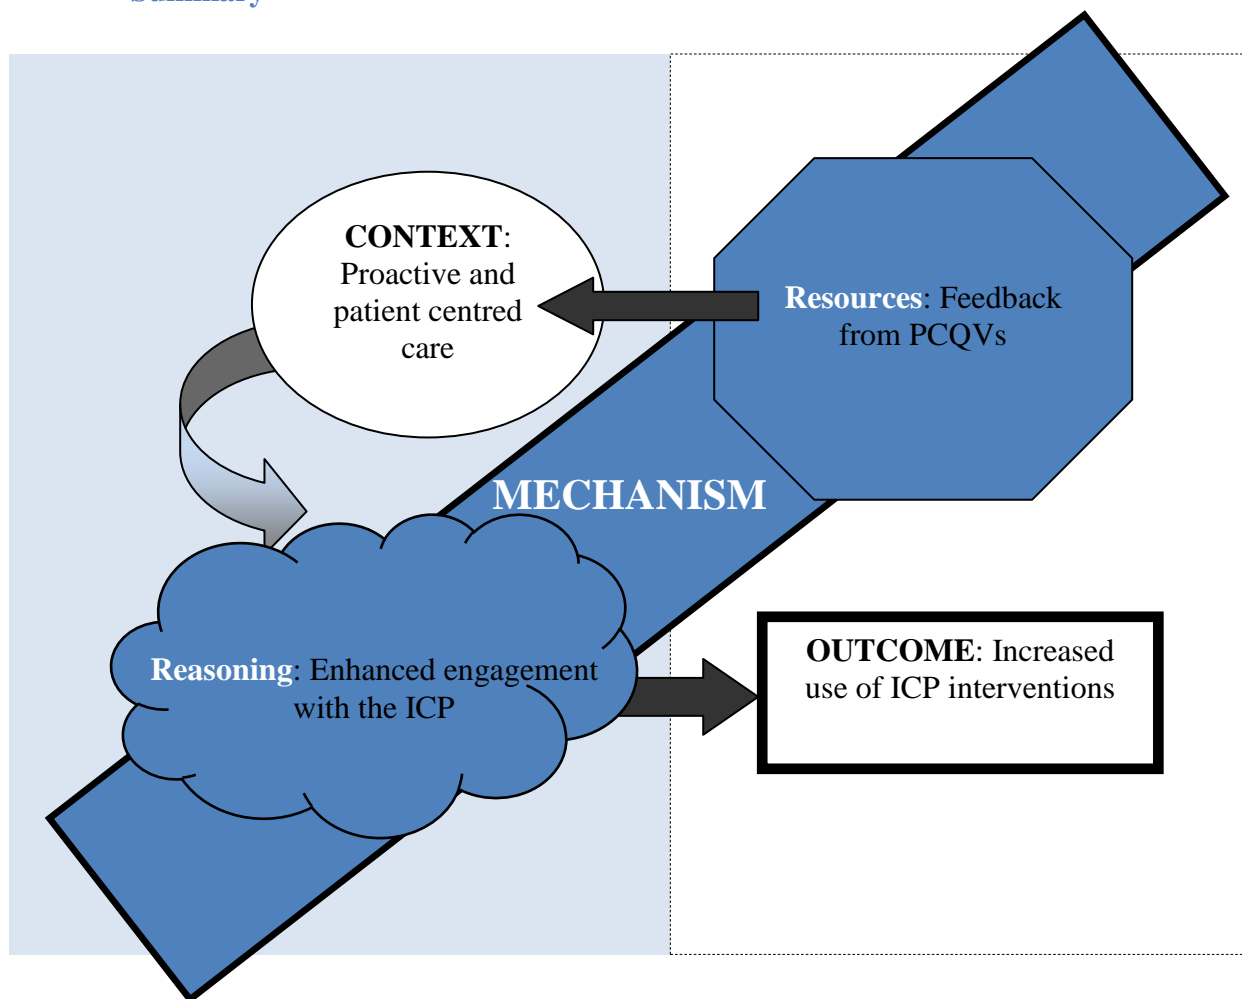 Summary
CONTEXT:
Proactive and
patient centred
care
Resources: Feedback
from PCQVs
MECHANISM
Reasoning: Enhanced engagement
with the ICP
OUTCOME: Increased
use of ICP interventions